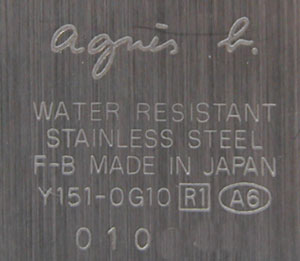 agnès b.
WATER RESISTANT
STAINLESS STEEL
F-B MADE IN JAPAN
Y151-0G10 R1 A6
010